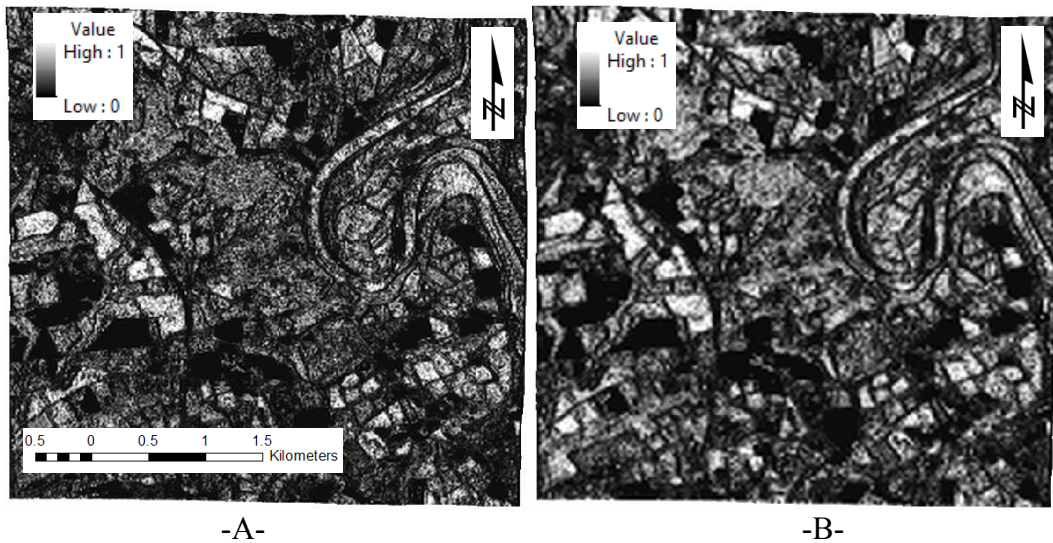 Value
High : 1
Low : 0
N
Value
High : 1
Low : 0
N
0.5 0 0.5 1 1.5
Kilometers
-A-
-B-